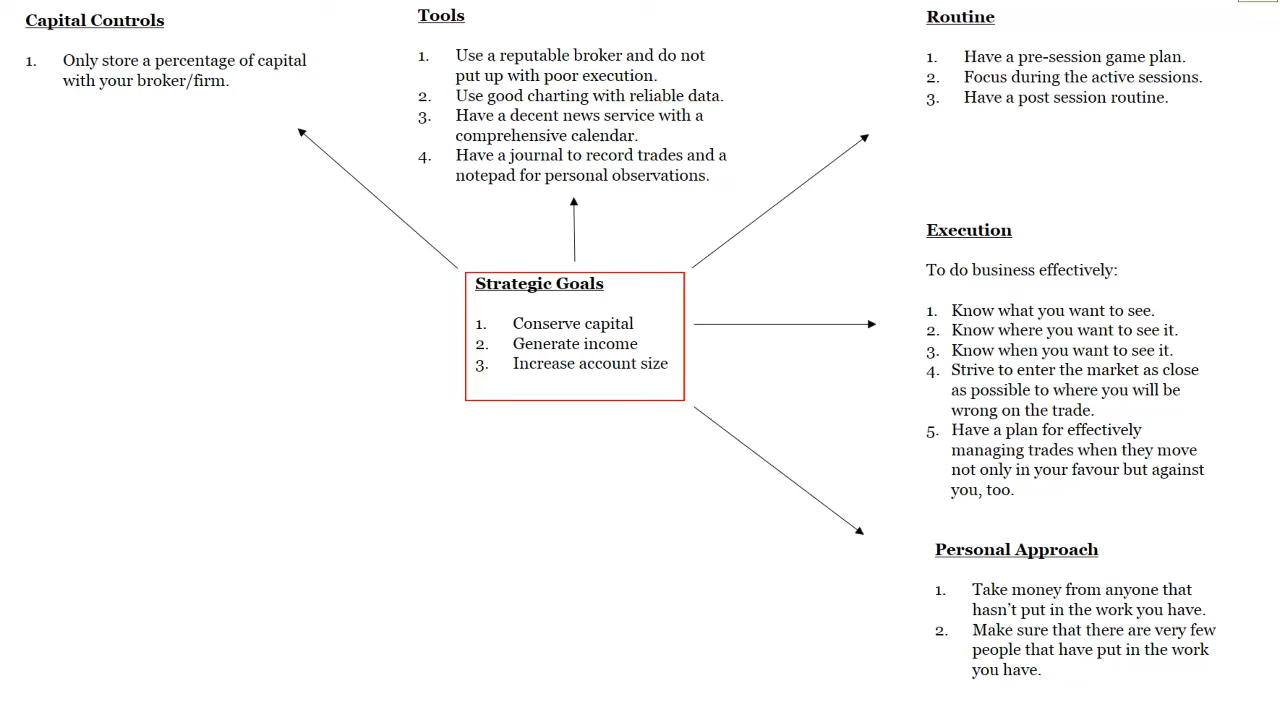 Capital Controls
1. Only store a percentage of capital
with your broker/firm.
Tools
1. Use a reputable broker and do not
put up with poor execution.
2. Use good charting with reliable data.
3. Have a decent news service with a
comprehensive calendar.
4. Have a journal to record trades and a
notepad for personal observations.
Routine
1. Have a pre-session game plan.
2. Focus during the active sessions.
3. Have a post session routine.
Strategic Goals
1. Conserve capital
2. Generate income
3. Increase account size
Execution
To do business effectively:
1. Know what you want to see.
2. Know where you want to see it.
3. Know when you want to see it.
4. Strive to enter the market as close
as possible to where you will be
wrong on the trade.
5. Have a plan for effectively
managing trades when they move
not only in your favour but against
you, too.
Personal Approach
1. Take money from anyone that
hasn't put in the work you have.
2. Make sure that there are very few
people that have put in the work
you have.